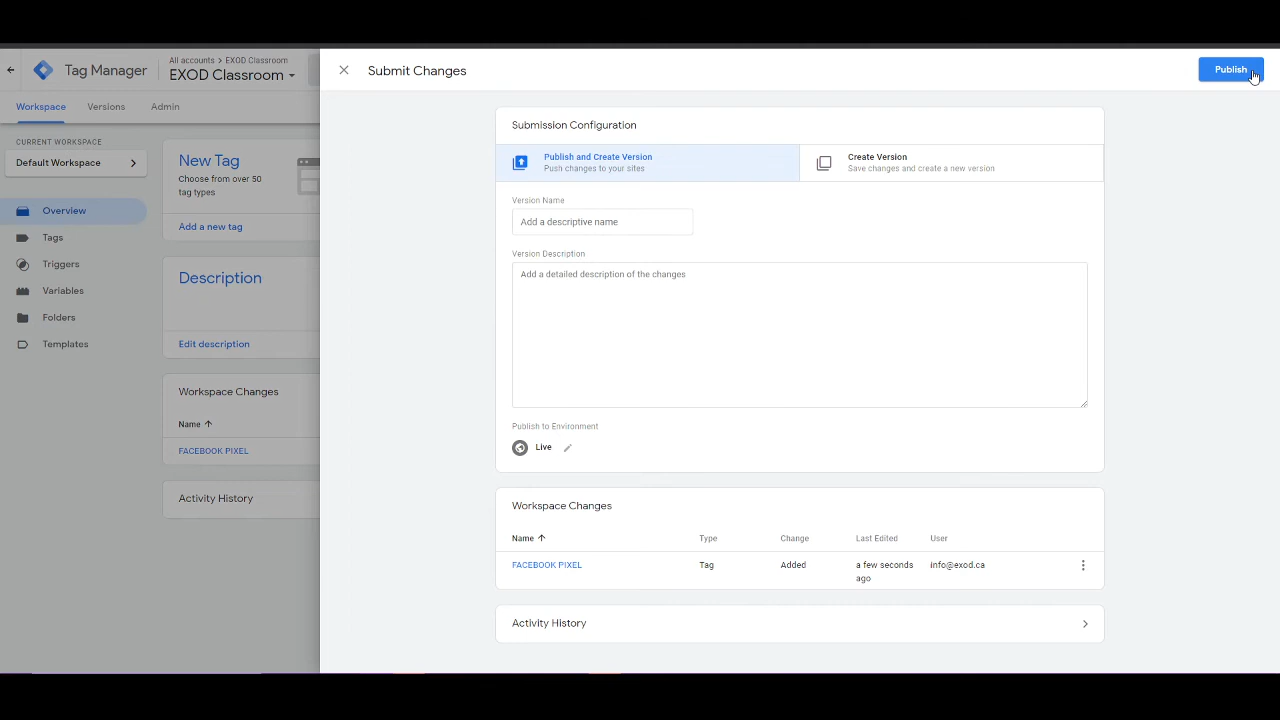 Tag Manager
All accounts > EXOD Classroom
EXOD Classroom
Workspace
Versions
Admin
CURRENT WORKSPACE
Default Workspace
Overview
Tags
Triggers
Variables
Folders
Templates
New Tag
Choose from over 50
tag types
Add a new tag
Description
Edit description
Workspace Changes
Name
FACEBOOK PIXEL
Activity History
Submit Changes
Publish
Submission Configuration
Publish and Create Version
Push changes to your sites
Create Version
Save changes and create a new version
Version Name
Add a descriptive name
Version Description
Add a detailed description of the changes
Publish to Environment
Live
Workspace Changes
Name Type Change Last Edited User
FACEBOOK PIXEL Tag Added a few seconds info@exod.ca
ago
Activity History